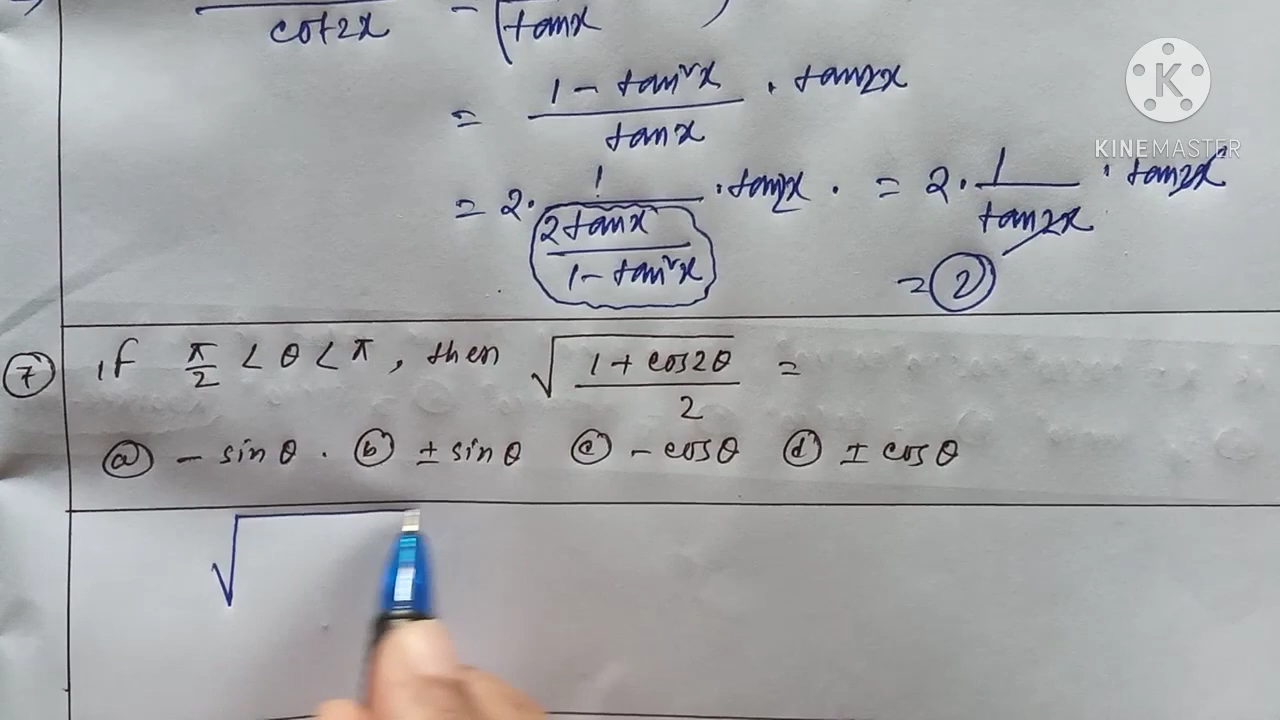 cot2x = tanx
= 1 - tan²x / tanx . tan2x
= 2. 1 / (2tanx / 1 - tan²x) . tan2x . = 2. 1 / tan2x . tan2x
= 2
K
KINEMASTER
7 if π/2 < θ < π, then √(1 + cos2θ / 2) =
(a) - sinθ . (b) ± sinθ (c) - cosθ (d) ± cosθ
√